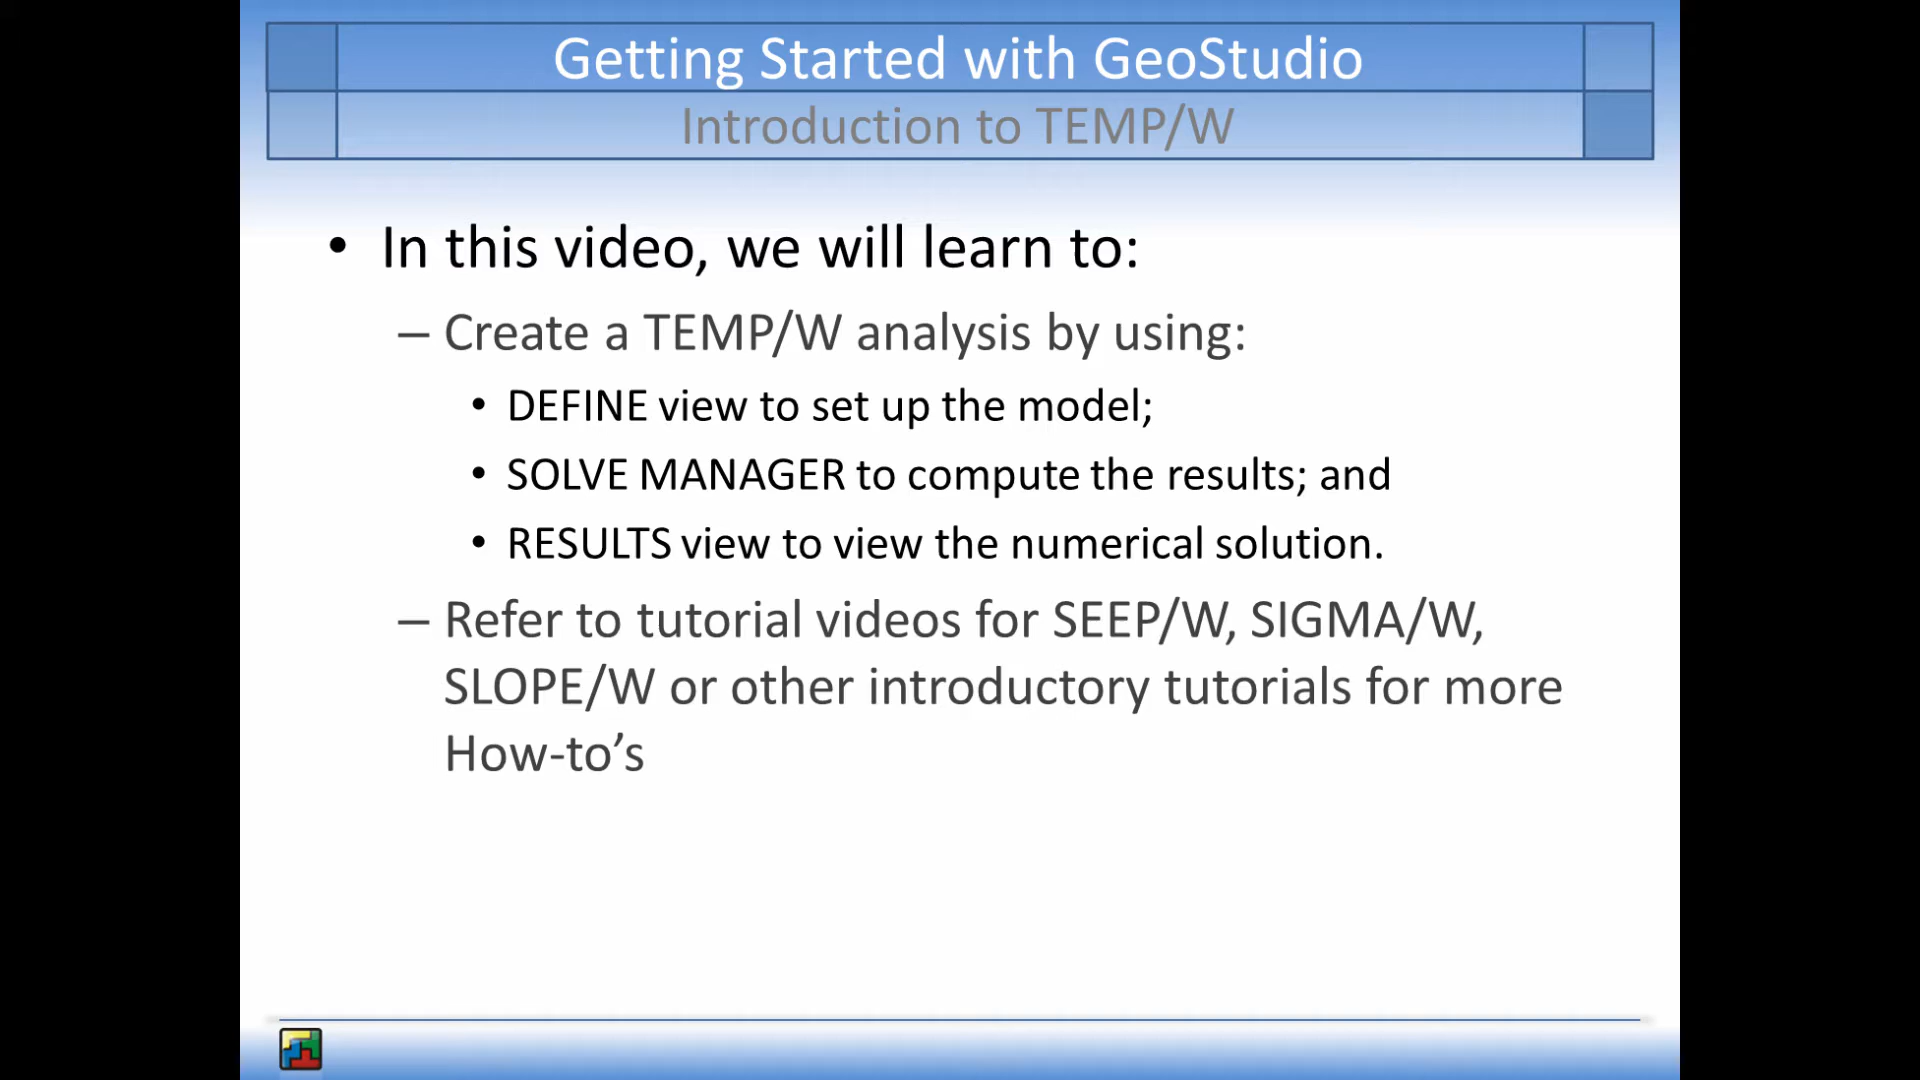 Getting Started with GeoStudio
Introduction to TEMP/W
• In this video, we will learn to:
– Create a TEMP/W analysis by using:
• DEFINE view to set up the model;
• SOLVE MANAGER to compute the results; and
• RESULTS view to view the numerical solution.
– Refer to tutorial videos for SEEP/W, SIGMA/W,
SLOPE/W or other introductory tutorials for more
How-to’s